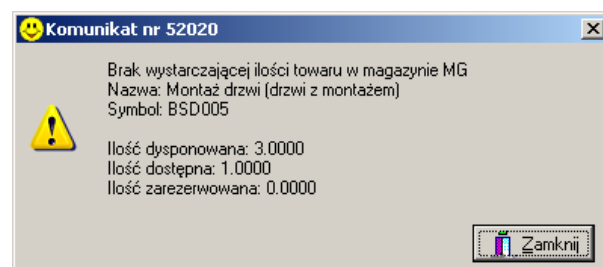 Komunikat nr 52020
Brak wystarczającej ilości towaru w magazynie MG
Nazwa: Montaż drzwi (drzwi z montażem)
Symbol: BSD005
Ilość dysponowana: 3.0000
Ilość dostępna: 1.0000
Ilość zarezerwowana: 0.0000
Zamknij